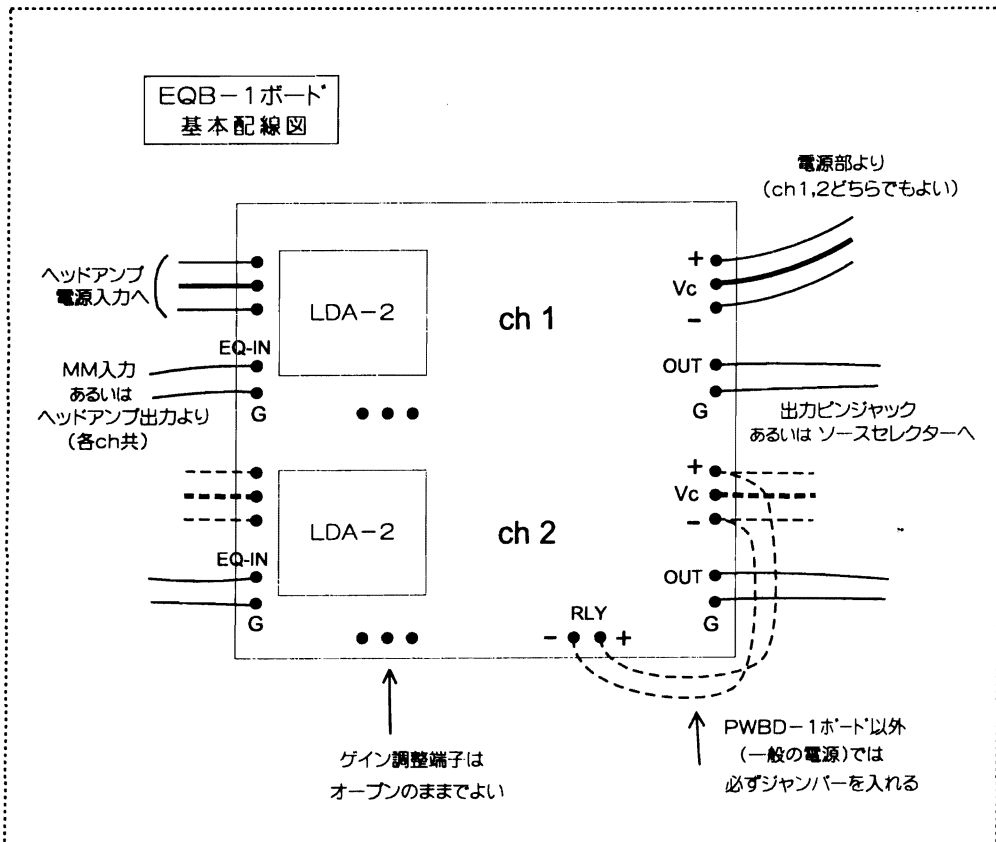 EQB-1ボード
基本配線図
電源部より
(ch1,2どちらでもよい)
ヘッドアンプ
電源入力へ
LDA-2
ch 1
+
Vc
-
EQ-IN
G
MM入力
あるいは
ヘッドアンプ出力より
(各ch共)
OUT
G
出力ピンジャック
あるいは ソースセレクターへ
LDA-2
ch 2
+
Vc
-
EQ-IN
G
OUT
G
RLY
- +
ゲイン調整端子は
オープンのままでよい
PWBD-1ボード以外
(一般の電源)では
必ずジャンパーを入れる